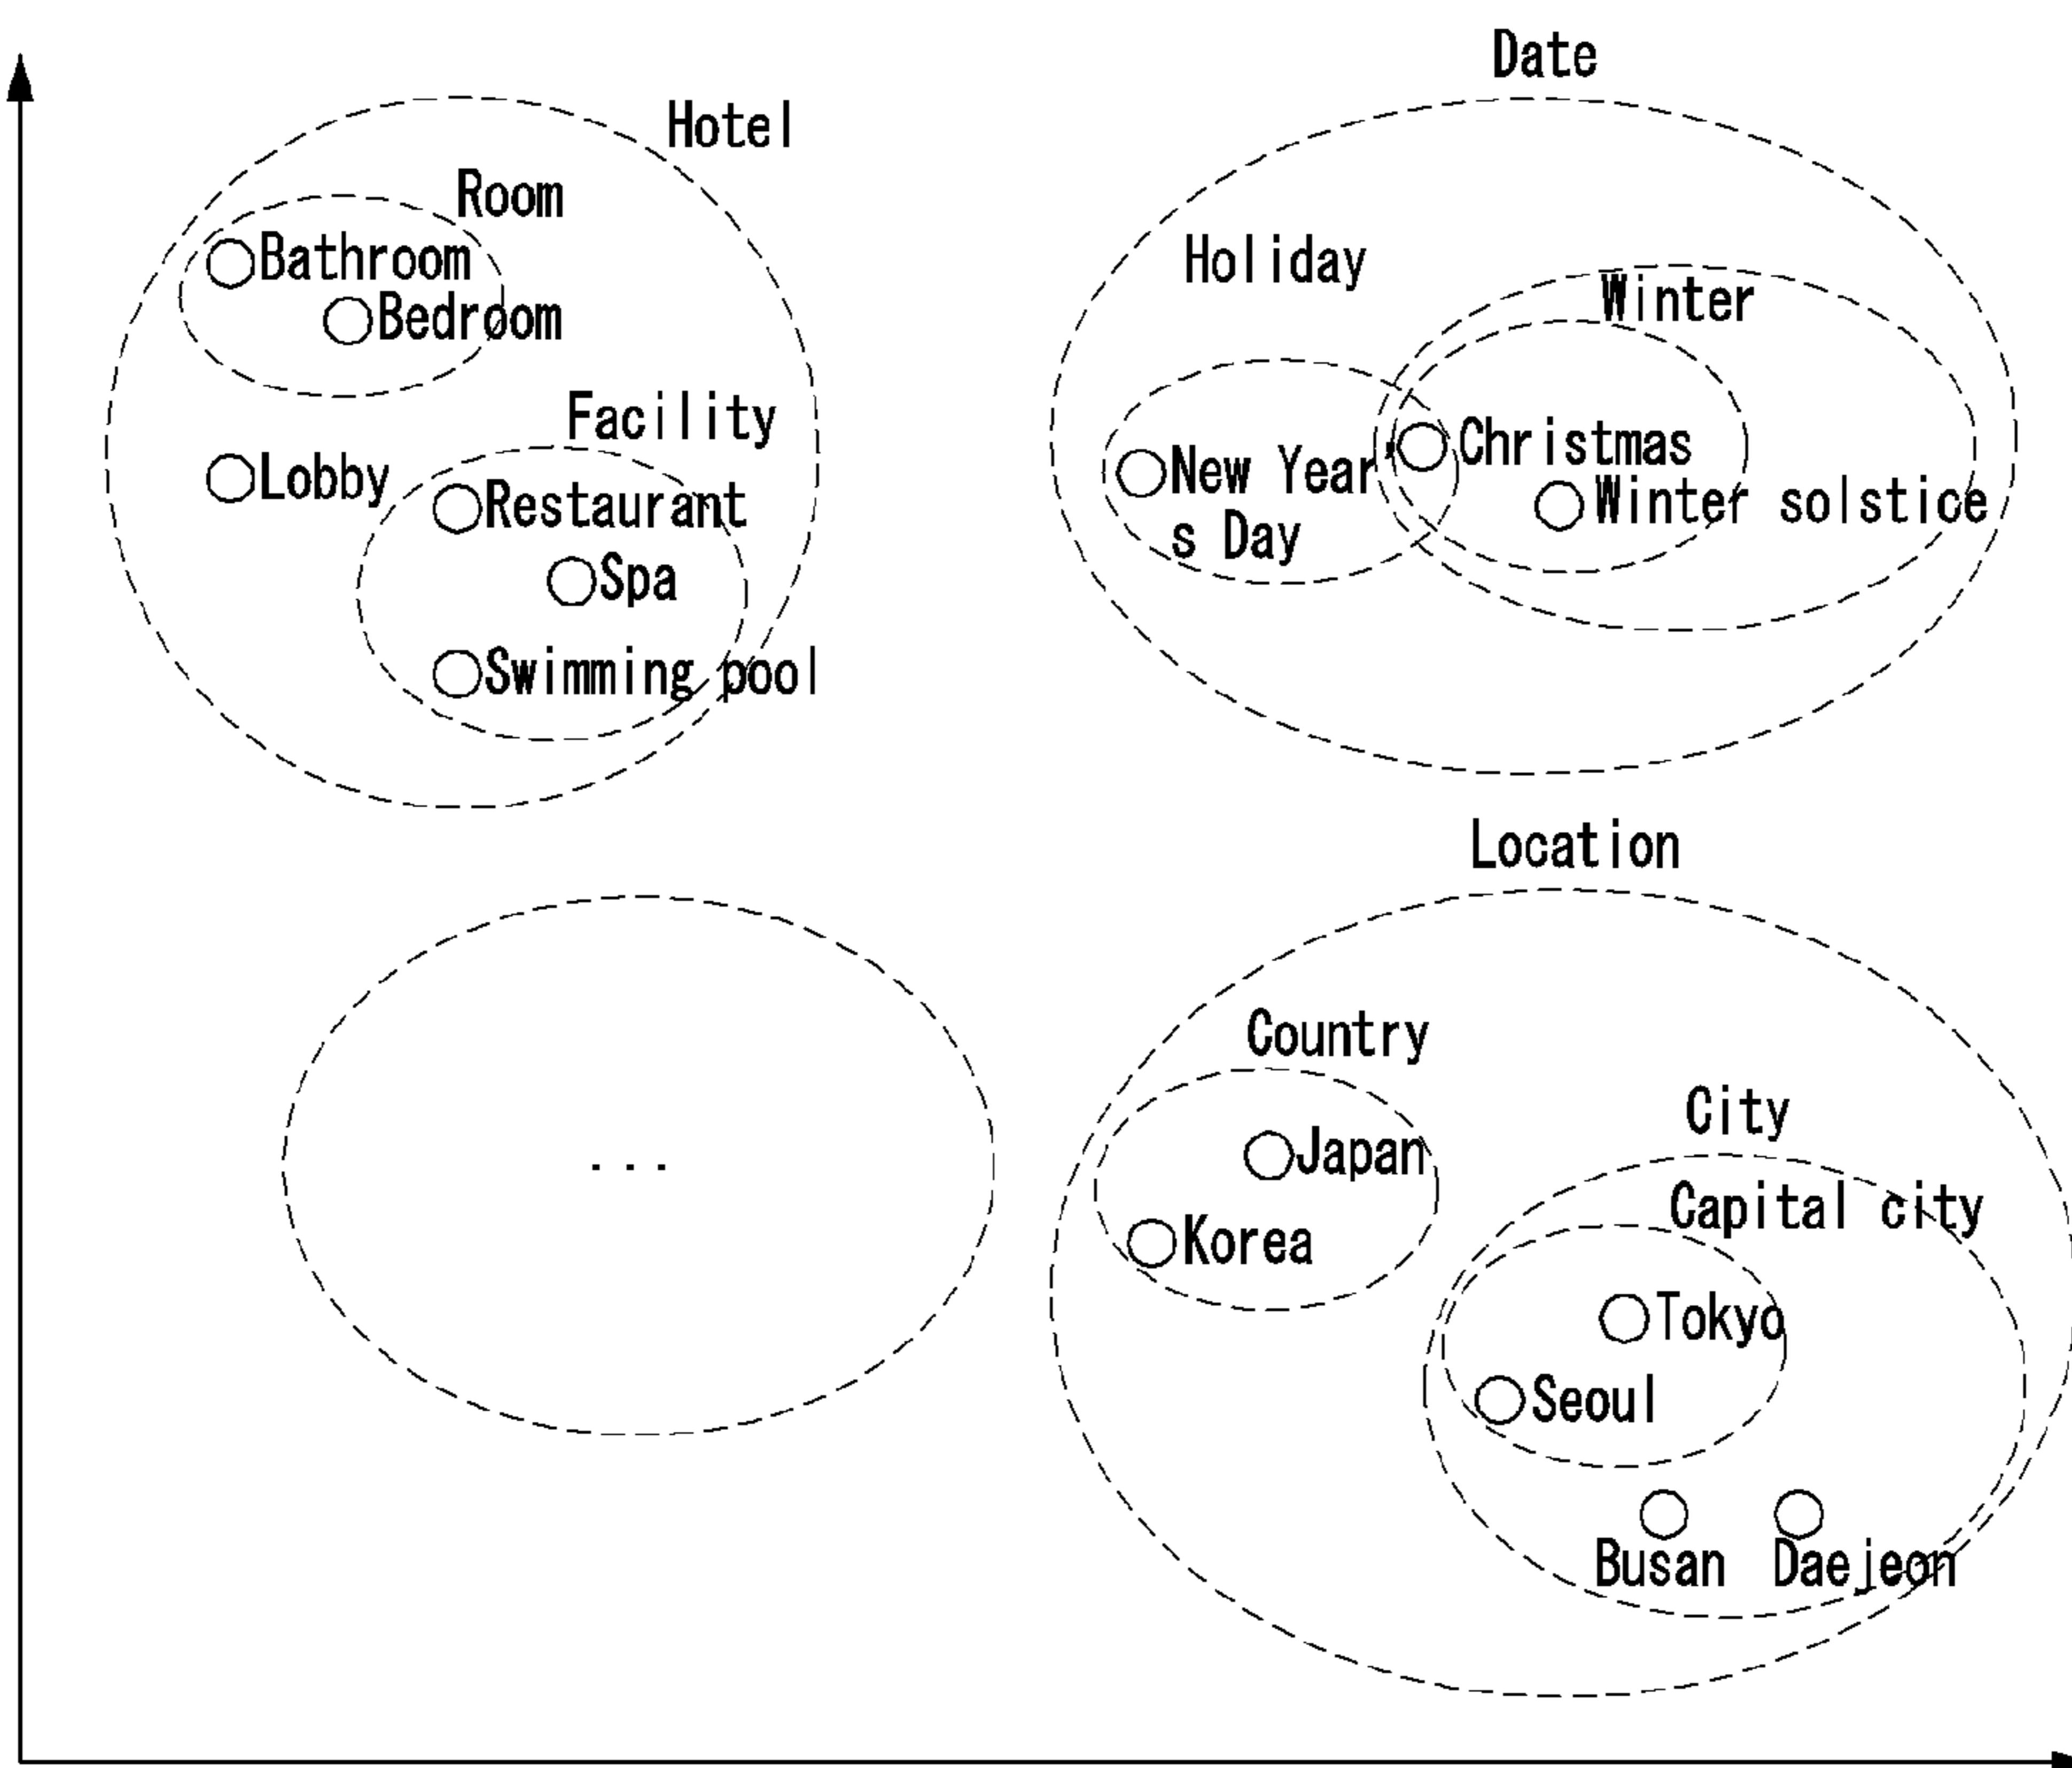 Hotel
Room
Bathroom
Bedroom
Facility
Lobby
Restaurant
Spa
Swimming pool
Date
Holiday
Winter
Christmas
New Year'
s Day
Winter solstice
...
Location
Country
Japan
Korea
City
Capital city
Tokyo
Seoul
Busan
Daejeon